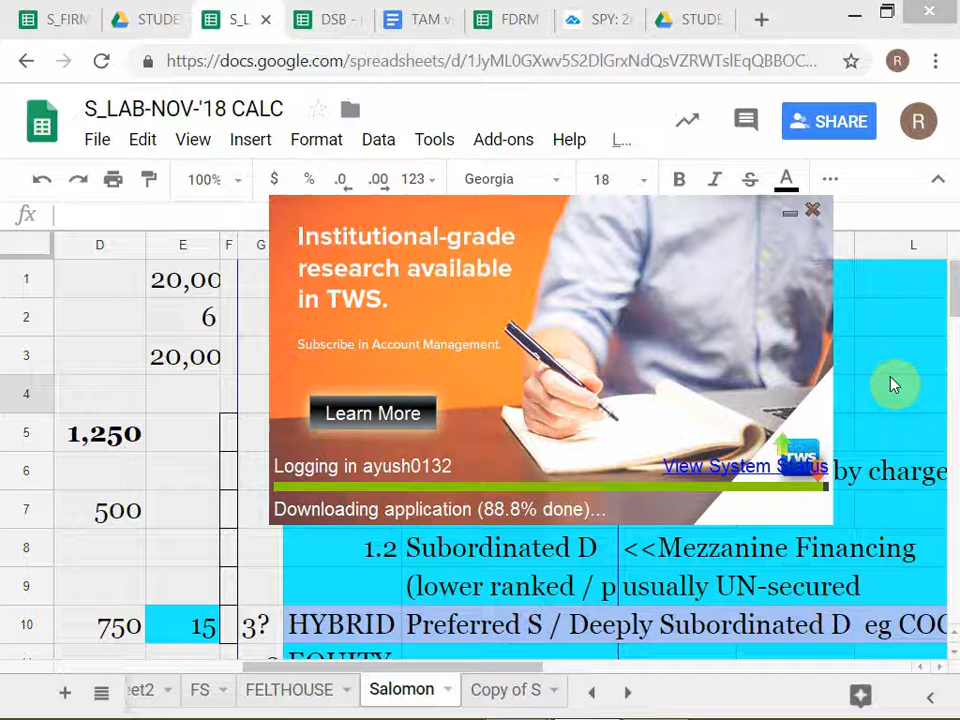 S_FIRM
STUDE
S_L
DSB -
TAM v
FDRM
SPY: 2
STUDE
https://docs.google.com/spreadsheets/d/1JyML0GXwv5S2DlGrxNdQsVZRWTslEqQBBOC...
R
S_LAB-NOV-'18 CALC
SHARE
R
File Edit View Insert Format Data Tools Add-ons Help L...
100% $ % .0 .00 123 Georgia 18 B I S A ...
fx
D E F G L
1 20,00
2 6
3 20,00
4
5 1,250
6 by charge
7 500
8 1.2 Subordinated D <<Mezzanine Financing
9 (lower ranked / p usually UN-secured
10 750 15 3? HYBRID Preferred S / Deeply Subordinated D eg COC
Institutional-grade
research available
in TWS.
Subscribe in Account Management.
Learn More
TWS
Logging in ayush0132 View System Status
Downloading application (88.8% done)...
+ eet2 FS FELTHOUSE Salomon Copy of S